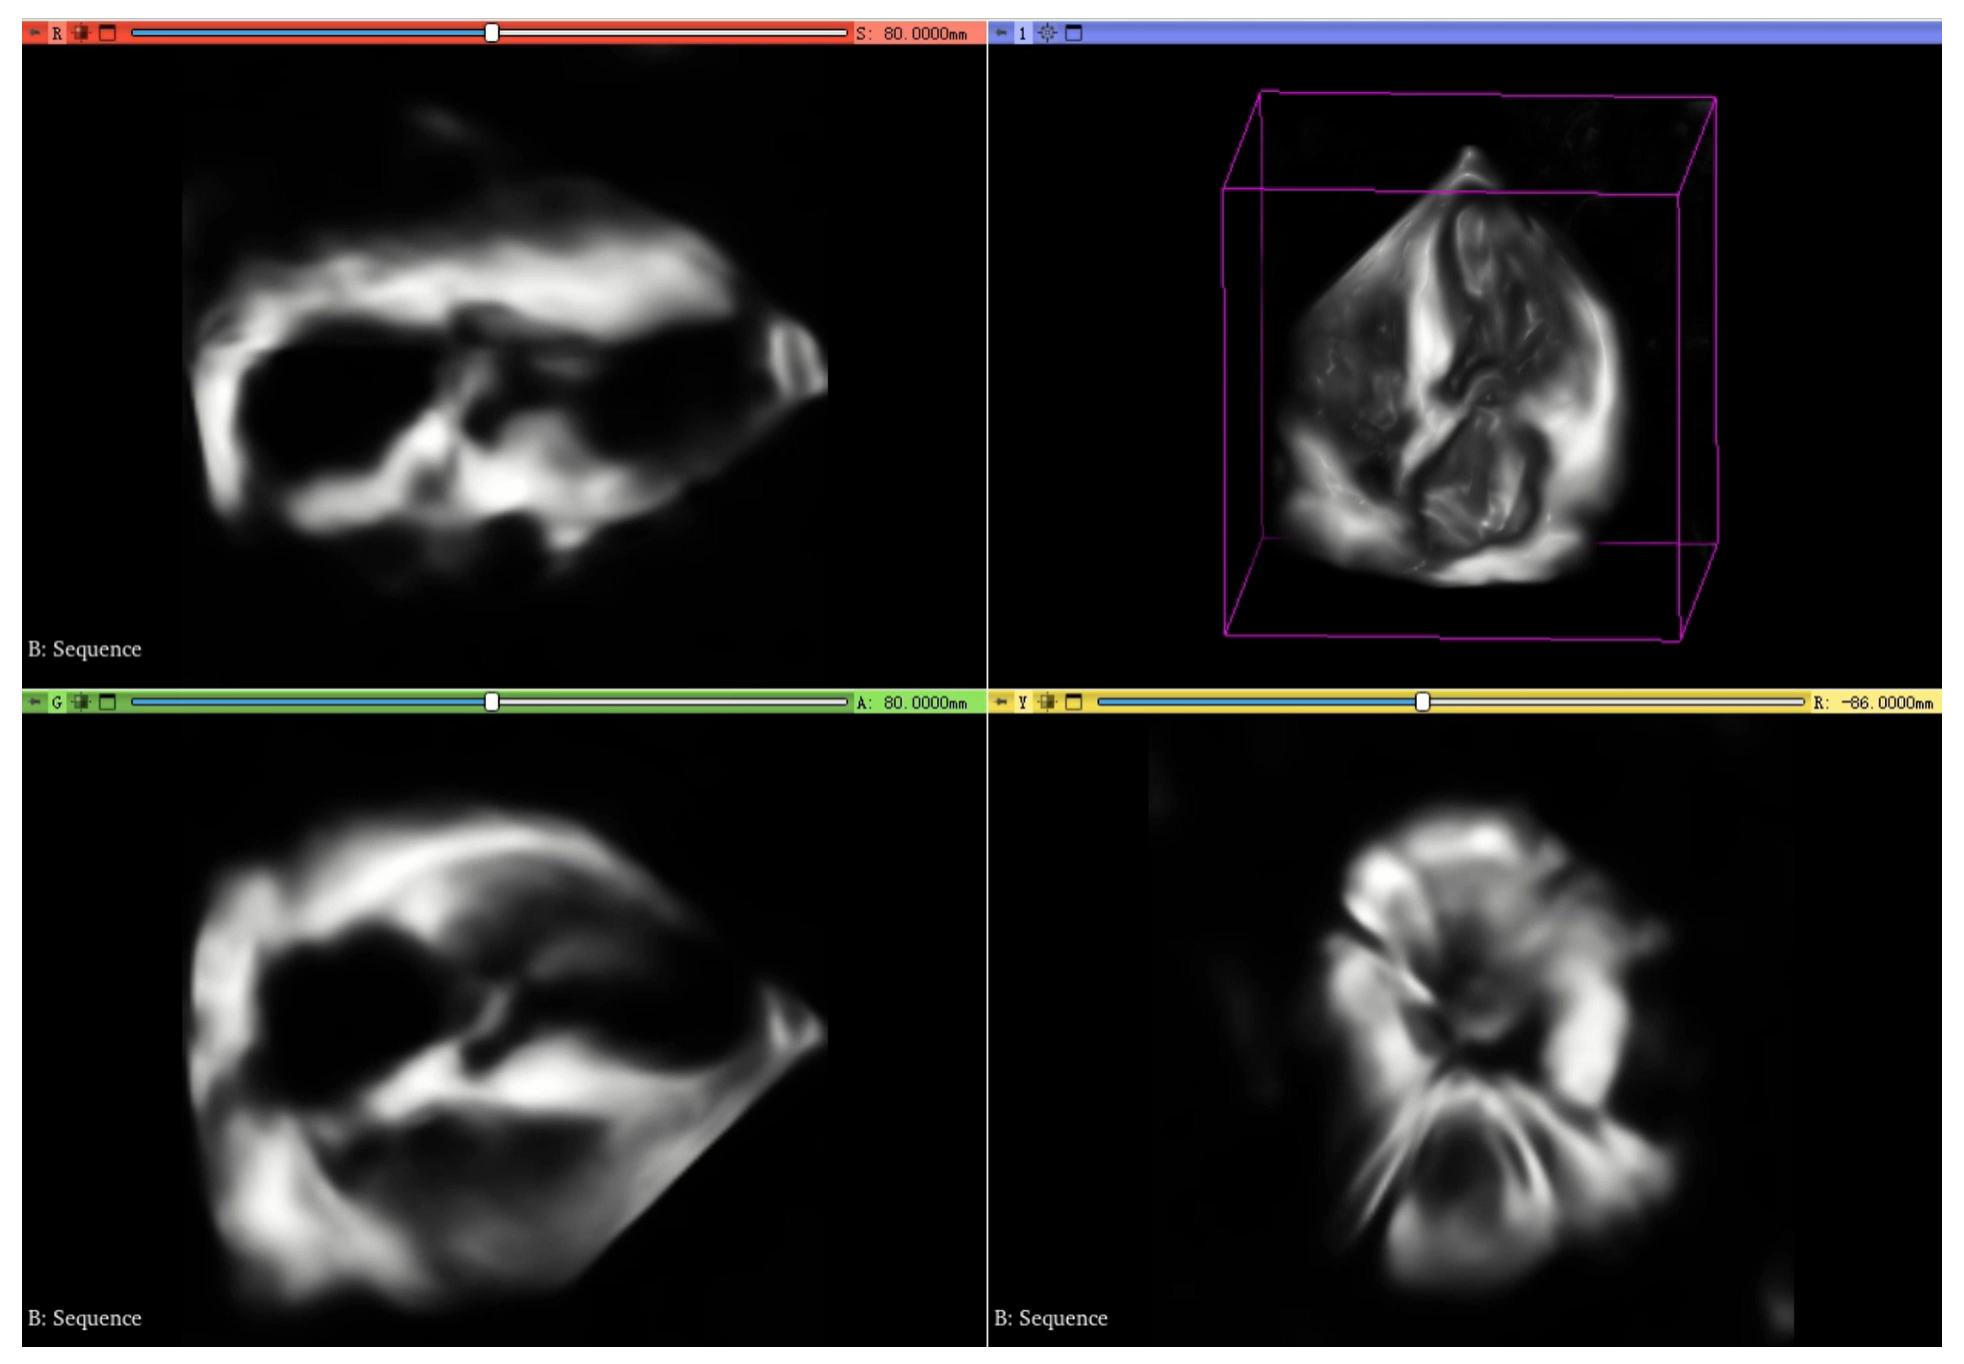 R S: 80.0000mm
1
B: Sequence
G A: 80.0000mm
Y R: -86.0000mm
B: Sequence
B: Sequence